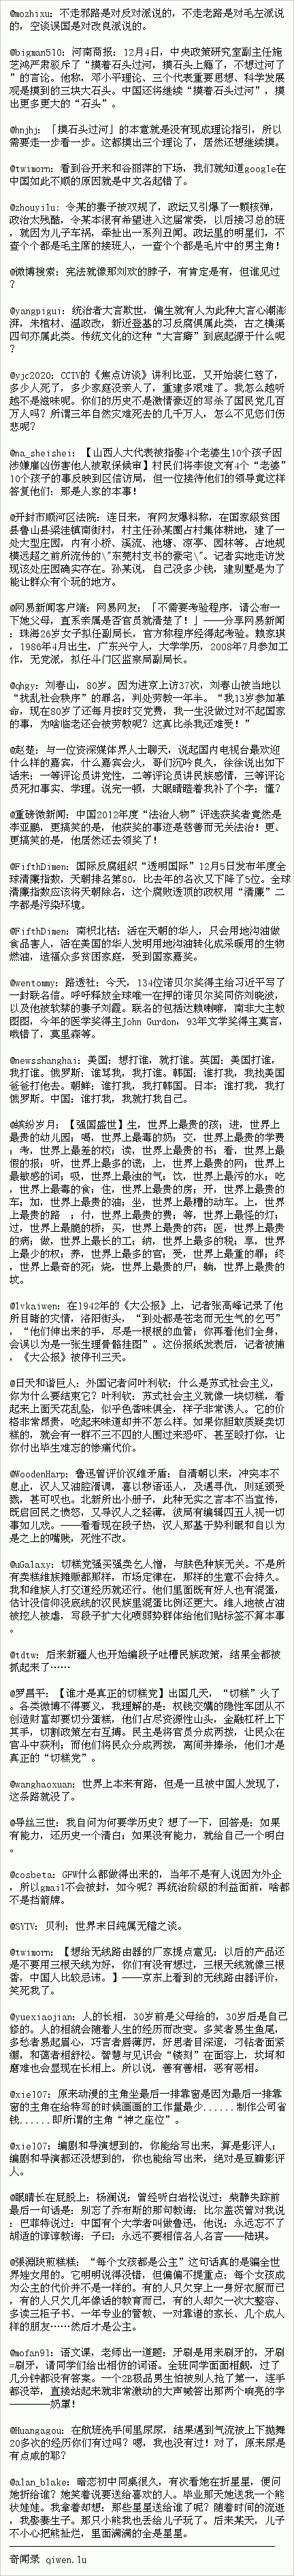 @mozhixu: 不走邪路是对反对派说的，不走老路是对毛左派说的，空谈误国是对改良派说的。
@bigman510: 河南商报: 12月4日，中央政策研究室副主任施芝鸿严肃驳斥了“摸着石头过河，摸石头上瘾了，不想过河了”的言论。他称，邓小平理论、三个代表重要思想、科学发展观是摸到的三块大石头。中国还将继续“摸着石头过河”，摸出更多更大的“石头”。
@hnjhj: 「摸石头过河」的本意就是没有现成理论指引，所以需要走一步看一步。这都摸出三个理论了，居然还想继续摸。
@twimorn: 看到谷开来和谷丽萍的下场，我们就知道google在中国如此不顺的原因就是中文名起错了。
@zhouyilu: 令某的妻子被双规了，政坛又引爆了一颗核弹，政治太残酷，令某本很有希望进入这届常委，以后接习总的班，就因为儿子车祸，牵扯出一系列丑闻。政坛里的明星们，不查个个都是毛主席的接班人，一查个个都是毛片中的男主角！
@微博搜索: 宪法就像那刘欢的脖子，有肯定是有，但谁见过？
@yangpigui: 统治者大言欺世，偏生就有人为此种大言心潮澎湃，朱棺材、温政改，新近登基的习反腐俱属此类，古之横渠四句亦属此类。传统文化的这种“大言癖”到底起源于什么呢？
@yjc2020: CCTV的《焦点访谈》讲利比亚，又开始装仁慈了，多少人死了，多少家庭没亲人了，重建多艰难了。我怎么越听越不是滋味呢。你们的历史不是激情豪迈的写杀了国民党几百万人吗？所谓三年自然灾难死去的几千万人，怎么不见您们伤悲呢？
@na_sheishei: 【山西人大代表被指娶4个老婆生10个孩子因涉嫌雇凶伤害他人被取保候审】村民们将李俊文有4个“老婆”10个孩子的事反映到区信访局，但一位接待他们的领导竟这样答复他们: 那是人家的本事！
@开封市顺河区法院: 连日来，有网友爆料称，在国家级贫困县鲁山县梁洼镇南街村，村主任孙某圈占村集体耕地，建了一处大型庄园，内有小桥、溪流、池塘、凉亭、园林等。占地规模远超之前所流传的\"东莞村支书的豪宅\"。记者实地走访发现该处庄园确实存在。孙某说，自己没多少钱，建别墅是为了能让群众有个玩的地方。
@网易新闻客户端: 网易网友: 「不需要考验程序，请公布一下她父母，直系亲属是否官员就清楚了！」——分享网易新闻: 珠海26岁女子拟任副局长，官方称程序经得起考验。赖家琪，1986年4月出生，广东兴宁人，大学学历，2008年7月参加工作，无党派，拟任斗门区监察局副局长。
@qhgy: 刘春山，80岁。因为进京上访37次，刘春山被当地以“扰乱社会秩序”的罪名，判处劳教一年半。“我13岁参加革命，现在80岁了还每月按时交党费，我一生没做过对不起国家的事，为啥临老还会被劳教呢？这真比杀我还难受！”
@赵楚: 与一位资深媒体界人士聊天，说起国内电视台最欢迎什么样的嘉宾，什么嘉宾会火，哥们沉吟良久，徐徐说出如下话来: 一等评论员讲党性，二等评论员讲民族感情，三等评论员死扣事实、学理。说完一顿，大眼睛瞪着我补了个字: 懂？
@重磅微新闻: 中国2012年度“法治人物”评选获奖者竟然是李亚鹏，更搞笑的是，他获奖的事迹是慈善而无关法治！更、更搞笑的是，他居然还去领奖了！
@FifthDimen: 国际反腐组织“透明国际”12月5日发布年度全球清廉指数，天朝排名第80，比去年的名次又下降了5位。全球清廉指数应该将天朝除名，这个腐败透顶的政权用“清廉”二字都是污染环境。
@FifthDimen: 南枳北桔: 活在天朝的华人，只会用地沟油做食品害人，活在美国的华人发明用地沟油转化成采暖用的生物燃油，造福众多贫困家庭，受到国家嘉奖。
@wentommy: 路透社: 今天，134位诺贝尔奖得主给习近平写了一封联名信。呼吁释放全球唯一在押的诺贝尔奖同侪刘晓波，以及他被软禁的妻子刘霞。联名的包括达赖喇嘛，南非大主教图图，今年的医学奖得主John Gurdon，93年文学奖得主莫言，哦错了，莫里森等。
@newsshanghai: 美国: 想打谁，就打谁。英国: 美国打谁，我打谁。俄罗斯: 谁骂我，我打谁。韩国: 谁打我，我找美国爸爸打他去。朝鲜: 谁打我，我打韩国。日本: 谁打我，我打俄罗斯。中国: 谁打我，我就打我自己。
@缤纷岁月: 【强国盛世】生，世界上最贵的孩；进，世界上最贵的幼儿园；喝，世界上最毒的奶；交，世界上最贵的学费；考，世界上最差的校；读，世界上最贵的书；看，世界上最假的报；听，世界上最多的谎；上，世界上最贵的网；世界上最敏感的词；吸，世界上最浊的气；饮，世界上最污的水；吃，世界上最毒的食；住，世界上最贵的房；开，世界上最贵的车；加，世界上最贵的油；坐，世界上最糟的动车。上，世界上最贵的路 ；付，世界上最贵的费；等，世界上最怪的灯；过，世界上最脆的桥；买，世界上最贵的药；医，世界上最贵的病；做，世界上最长的工；纳，世界上最多的税；享，世界上最少的权；养，世界上最多的官；受，世界上最重的罪；终，世界上最奇的死；烧，世界上最贵的尸；躺，世界上最贵的坟。
@lvkaiwen: 在1942年的《大公报》上，记者张高峰记录了他所目睹的灾情，洛阳街头，“到处都是苍老而无生气的乞丐”，“他们伸出来的手，尽是一根根的血管；你再看他们全身，会误以为是一张生理骨骼挂图”。这份报纸发表后，记者被捕，《大公报》被停刊三天。
@日天和谐巨人: 外国记者问叶利钦: 什么是苏式社会主义，你为什么要结束它？叶利钦: 苏式社会主义就像一块切糕，看起来上面天花乱坠，似乎色香味俱全，样子非常诱人。它的价格非常昂贵，吃起来味道却并不怎么样。如果你胆敢质疑卖切糕的，就会有一群不三不四的人围过来恐吓、甚至殴打你，让你付出毕生难忘的惨痛代价。
@WoodenHarp: 鲁迅曾评价汉维矛盾: 自清朝以来，冲突本不息止，汉人又油腔滑调，喜以秽语诬人，及遇寻仇，则延颈受戮，甚可叹也。北新所出小册子，此种无实之言本不当宣传，既启回民之愤怒，又导汉人之轻薄，彼局有编辑四五人视一切事如儿戏。——看看现在段子热，汉人那基于势利眼和自以为是之上的嘴贱，死性不改。
@uGalaxy: 切糕党强买强卖乞人憎，与肤色种族无关。不是所有卖糕维族摊贩都那样，市场定律在，那样的生意不会持久。我和维族人打交道经历就还行。他们里面既有好人也有混蛋，估计没信仰没底线的汉民族里混蛋比例还更大。维人地被占油被挖人被虐，写段子扩大化喷弱势群体给他们贴标签不算本事。
@tdtw: 后来新疆人也开始编段子吐槽民族政策，结果全都被抓起来了……
@罗昌平: 【谁才是真正的切糕党】出国几天，“切糕”火了。各类微博不得要义，我理解的是: 权钱交媾的隐性军团从不创造财富却要切分蛋糕，他们占尽资源性山头，金融杠杆上下其手，切割政策左右互搏。民主是将官员分成两拨，让民众在官斗中获利；而他们将民众分成两拨，离间并捧杀，他们才是真正的“切糕党”。
@wanghaoxuan: 世界上本来有路，但是一旦被中国人发现了，这条路就没了。
@导丝三世: 我自问为何要学历史？想了一下，回答是: 如果有能力，还历史一个清白；如果没有能力，就给自己一个明白。
@cosbeta: GFW什么都做得出来的，当年不是有人说因为外企，所以gmail不会被封，如今呢？再统治阶级的利益面前，啥都不是挡箭牌。
@SYTV: 贝利: 世界末日纯属无稽之谈。
@twimorn: 【想给无线路由器的厂家提点意见: 以后的产品还是不要用三根天线为好，你们有没有想过，三根天线就像三根香，中国人比较忌讳。】——京东上看到的无线路由器评价，笑死我了。
@yuexiaojian: 人的长相，30岁前是父母给的，30岁后是自己修的。人的相貌会随着人生的经历而改变。多笑者易生鱼尾，多愁者易起眉心，巧言者唇薄厉，好恶者目深邃，刁钻者面紧绷，和蔼者相舒松。智慧与见识会“镂刻”在面容上，坎坷和磨难也会显现在长相上。所以说，善有善相，恶有恶相。
@xie107: 原来动漫的主角坐最后一排靠窗是因为最后一排靠窗的主角在给特写的时候画画的工作量最少......制作公司省钱......即所谓的主角“神之座位”。
@xie107: 编剧和导演想到的，你能给写出来，算是影评人；编剧和导演都还没想到的，你也能给写出来，绝对是豆瓣影评人。
@眼睛长在屁股上: 杨澜说: 曾经听白岩松说过: 柴静失踪前最后一句话是: 别忘了乔布斯的那句教诲: 比尔盖茨曾对我说: 巴菲特说过: 中国有个大学者叫做鲁迅，他说: 永远忘不了胡适的谆谆教诲: 子曰: 永远不要相信名人名言——陆琪。
@張淵玦煎糕糕: “每个女孩都是公主”这句话真的是骗全世界娃女用的。它明明说得没错，但偏偏不提重点: 每个女孩成为公主的代价并不是一样的。有的人只欠穿上一身好衣服而已，有的人只欠几年像话的教育而已，有的人却欠一次大整容、多读三柜子书、一年专业的管教、一对靠谱的家长、几个成人样的朋友……然后才是公主。
@mofan91: 语文课，老师出一道题: 牙刷是用来刷牙的，牙刷=刷牙，请同学们给出相仿的词语。全班同学面面相觑，过了几分钟都没有答案。一个2B极品男生怕被别人抢了第一，连手都没举，直接站起来就非常激动的大声喊答出那两个响亮的字————奶罩！
@Huangagou: 在航班洗手间里尿尿，结果遇到气流被上下抛舞20多次的经历你们有过吗？嗯，我也没有过！对了，原来尿是有点咸的耶？
@alan_blake: 暗恋初中同桌很久，有次看她在折星星，便问她折给谁？她笑着说要送给喜欢的人。毕业那天她送我一个熊状娃娃。我拿着却想: 那些星星送给谁了呢？随着时间的流逝，我娶妻生子。那只小熊我也丢给儿子玩了。后来某天，儿子不小心把熊扯烂，里面满满的全是星星。
奇闻录 qiwen.lu